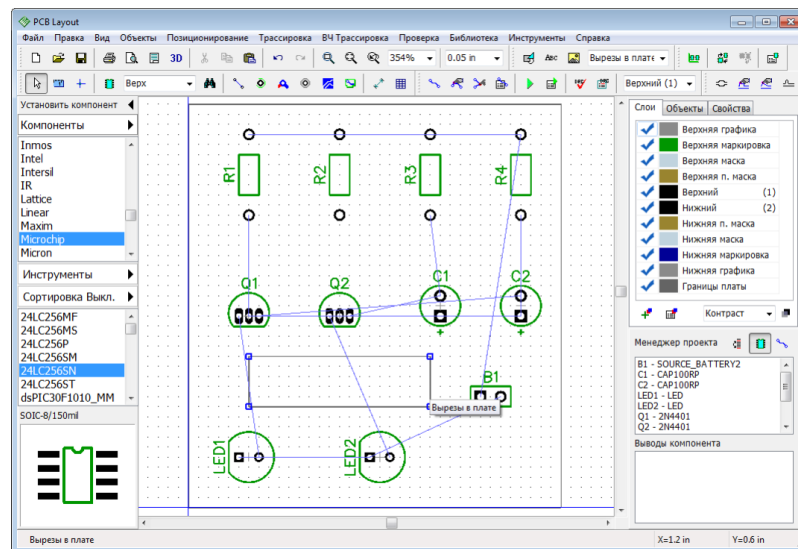 PCB Layout
Файл Правка Вид Объекты Позиционирование Трассировка ВЧ Трассировка Проверка Библиотека Инструменты Справка
3D 354% 0.05 in Авс Вырезы в плате
Верх Верхний (1)
Установить компонент
Компоненты
Inmos
Intel
Intersil
IR
Lattice
Linear
Maxim
Microchip
Micron
Инструменты
Сортировка Выкл.
24LC256MF
24LC256MS
24LC256P
24LC256SM
24LC256SN
24LC256ST
dsPIC30F1010_MM
SOIC-8/150ml
R1 R2 R3 R4
Q1 Q2 C1 C2
+ +
B1
Вырезы в плате
LED1 LED2
Слои Объекты Свойства
Верхняя графика
Верхняя маркировка
Верхняя маска
Верхняя п. маска
Верхний (1)
Нижний (2)
Нижняя п. маска
Нижняя маска
Нижняя маркировка
Нижняя графика
Границы платы
Контраст
Менеджер проекта
B1 - SOURCE_BATTERY2
C1 - CAP100RP
C2 - CAP100RP
LED1 - LED
LED2 - LED
Q1 - 2N4401
Q2 - 2N4401
Выводы компонента
Вырезы в плате X=1.2 in Y=0.6 in